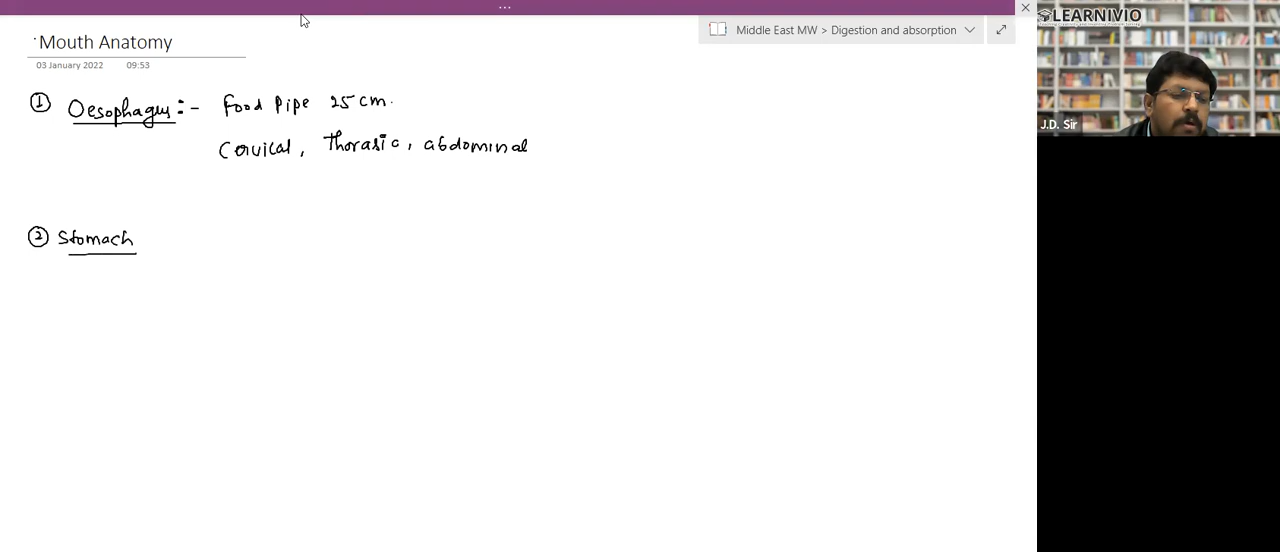 ...
Middle East MW > Digestion and absorption
LEARNIVIO
Mouth Anatomy
03 January 2022 09:53
① Oesophagus :- Food pipe 25 cm.
Cervical, Thorasic, abdominal
② Stomach
J.D. Sir